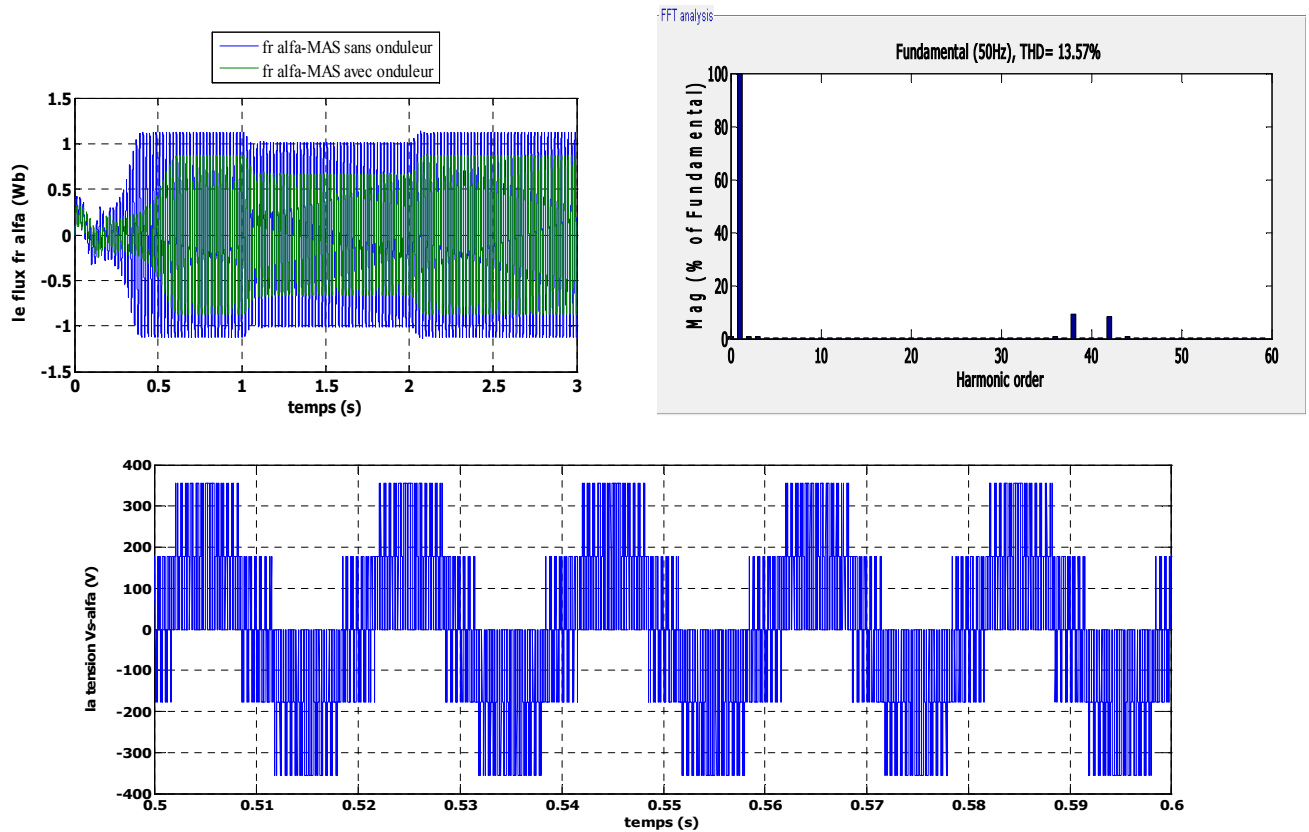 fr alfa-MAS sans onduleur
fr alfa-MAS avec onduleur
le flux fr alfa (Wb)
1.5
1
0.5
0
-0.5
-1
-1.5
0 0.5 1 1.5 2 2.5 3
temps (s)
FFT analysis
Fundamental (50Hz), THD= 13.57%
Mag (% of Fundamental)
100
80
60
40
20
0
0 10 20 30 40 50 60
Harmonic order
la tension Vs-alfa (V)
400
300
200
100
0
-100
-200
-300
-400
0.5 0.51 0.52 0.53 0.54 0.55 0.56 0.57 0.58 0.59 0.6
temps (s)